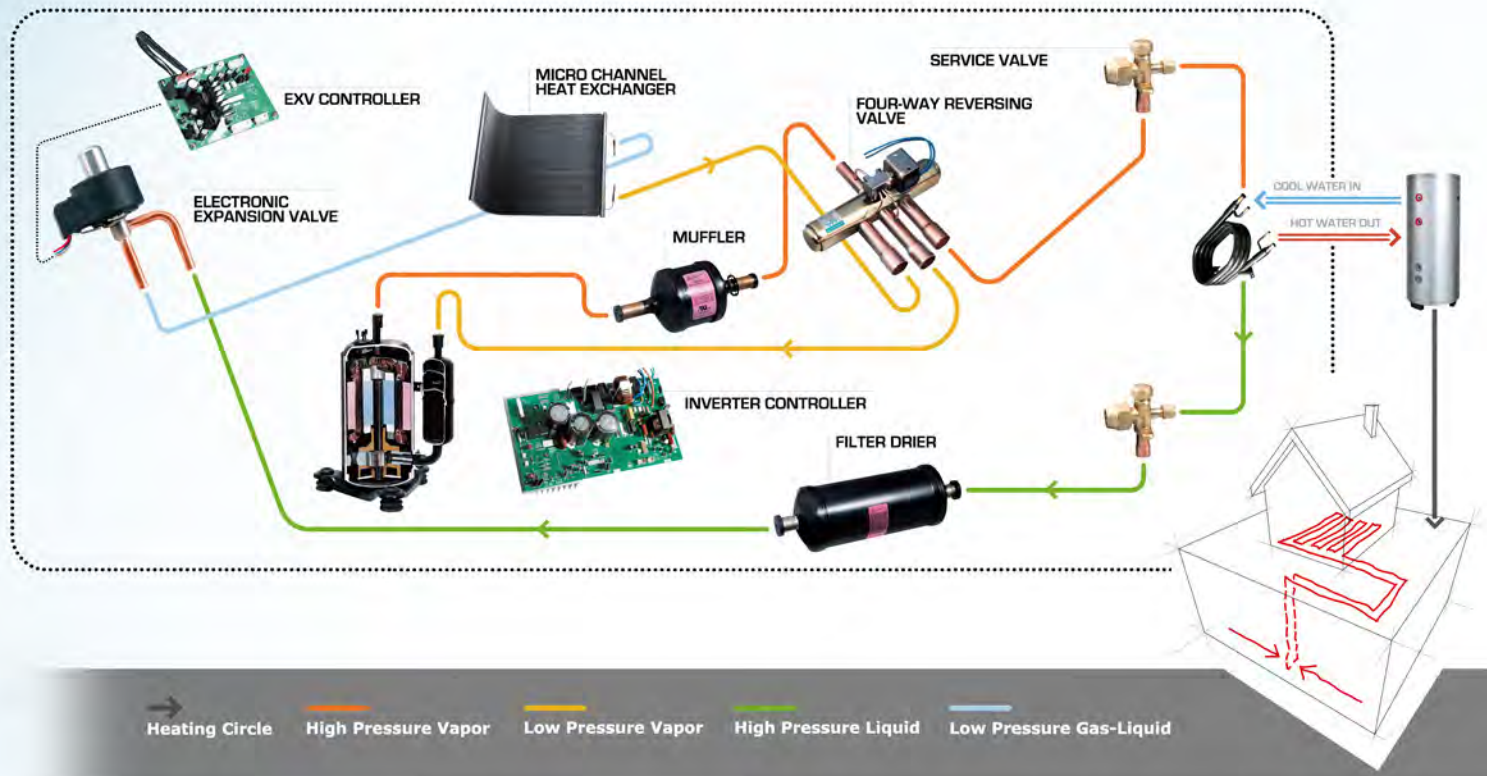 EXV CONTROLLER
MICRO CHANNEL
HEAT EXCHANGER
SERVICE VALVE
FOUR-WAY REVERSING
VALVE
ELECTRONIC
EXPANSION VALVE
MUFFLER
COOL WATER IN
HOT WATER OUT
INVERTER CONTROLLER
FILTER DRIER
Heating Circle
High Pressure Vapor
Low Pressure Vapor
High Pressure Liquid
Low Pressure Gas-Liquid